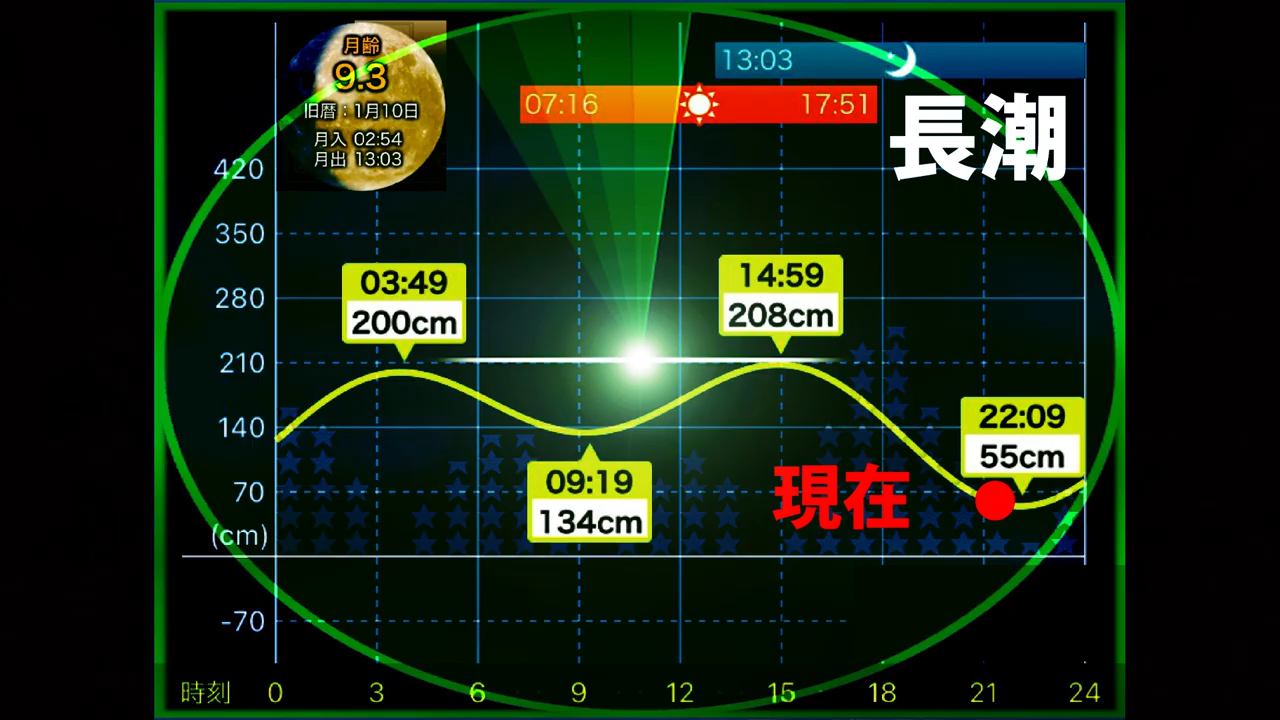 月齢
9.3
旧暦：1月10日
月入 02:54
月出 13:03
13:03
07:16
17:51
長潮
420
350
280
210
140
70
(cm)
-70
03:49
200cm
14:59
208cm
09:19
134cm
22:09
55cm
現在
時刻 0 3 6 9 12 15 18 21 24